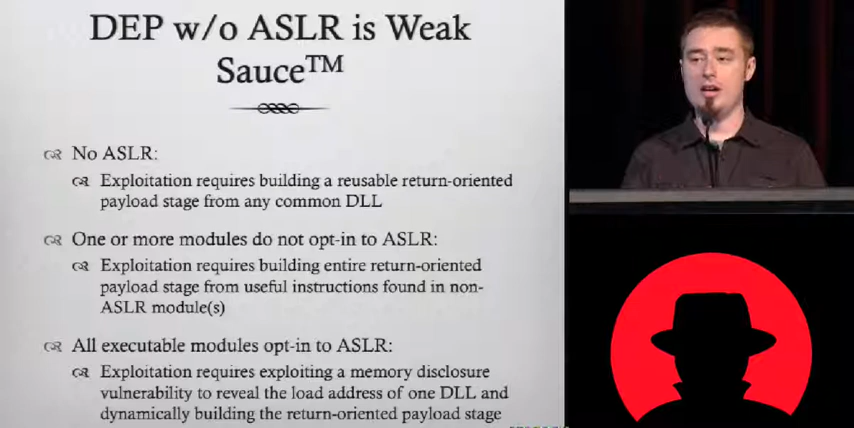 DEP w/o ASLR is Weak
Sauce™
No ASLR:
Exploitation requires building a reusable return-oriented
payload stage from any common DLL
One or more modules do not opt-in to ASLR:
Exploitation requires building entire return-oriented
payload stage from useful instructions found in non-
ASLR module(s)
All executable modules opt-in to ASLR:
Exploitation requires exploiting a memory disclosure
vulnerability to reveal the load address of one DLL and
dynamically building the return-oriented payload stage